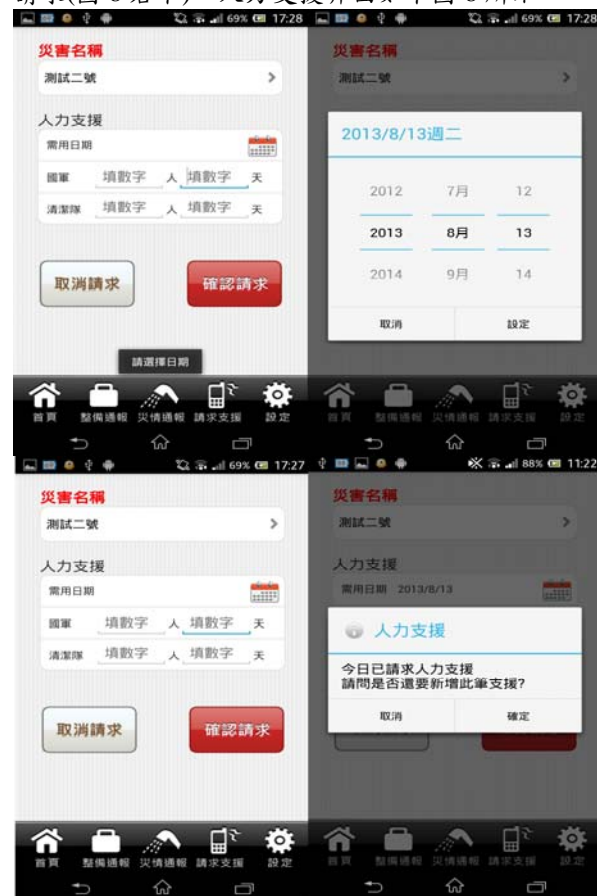 69% 17:28
災害名稱
測試二號
人力支援
需用日期
國軍 填數字 人 填數字 天
清潔隊 填數字 人 填數字 天
取消請求 確認請求
請選擇日期
首頁 整備通報 災情通報 請求支援 設定
69% 17:28
災害名稱
測試二號
2013/8/13週二
2012 7月 12
2013 8月 13
2014 9月 14
取消 設定
首頁 整備通報 災情通報 請求支援 設定
69% 17:27
災害名稱
測試二號
人力支援
需用日期
國軍 填數字 人 填數字 天
清潔隊 填數字 人 填數字 天
取消請求 確認請求
首頁 整備通報 災情通報 請求支援 設定
88% 11:22
災害名稱
測試二號
人力支援
需用日期 2013/8/13
人力支援
今日已請求人力支援
請問是否還要新增此筆支援?
取消 確定
首頁 整備通報 災情通報 請求支援 設定